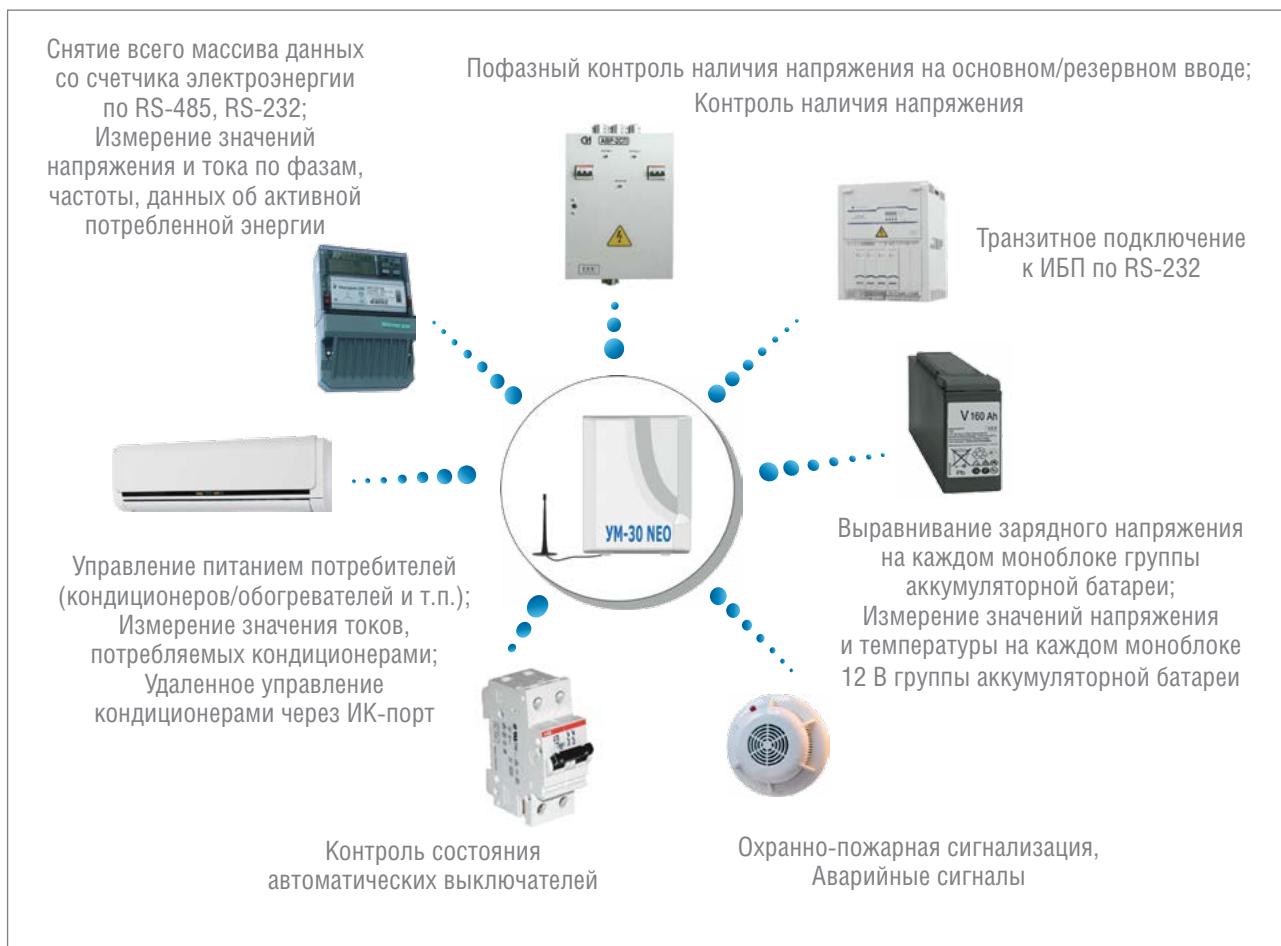 Снятие всего массива данных
со счетчика электроэнергии
по RS-485, RS-232;
Измерение значений
напряжения и тока по фазам,
частоты, данных об активной
потребленной энергии
Пофазный контроль наличия напряжения на основном/резервном вводе;
Контроль наличия напряжения
АВР-2СП
Транзитное подключение
к ИБП по RS-232
V 160 Ah
Pb
УМ-30 NEO
Выравнивание зарядного напряжения
на каждом моноблоке группы
аккумуляторной батареи;
Измерение значений напряжения
и температуры на каждом моноблоке
12 В группы аккумуляторной батареи
Управление питанием потребителей
(кондиционеров/обогревателей и т.п.);
Измерение значения токов,
потребляемых кондиционерами;
Удаленное управление
кондиционерами через ИК-порт
Контроль состояния
автоматических выключателей
Охранно-пожарная сигнализация,
Аварийные сигналы